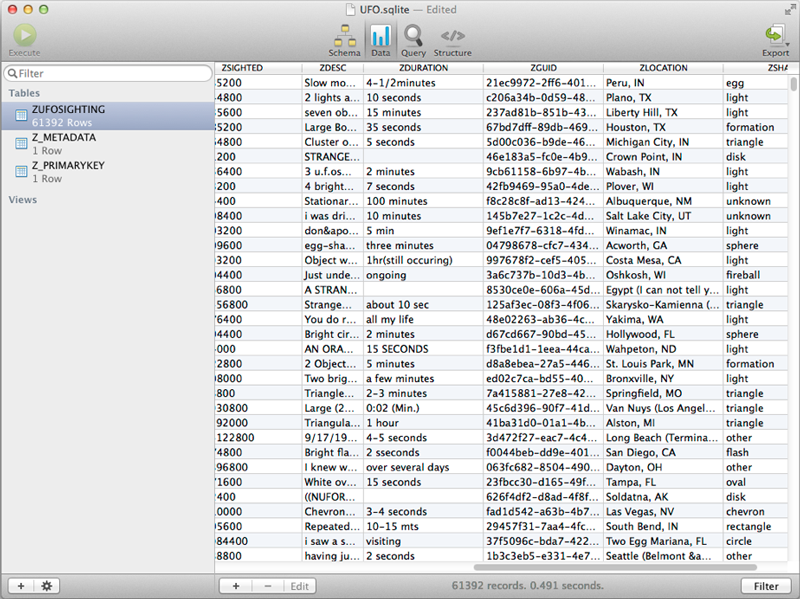 UFO.sqlite — Edited
Execute Schema Data Query Structure Export
Filter
Tables
ZUFOSIGHTING
61392 Rows
Z_METADATA
1 Row
Z_PRIMARYKEY
1 Row
Views
ZSIGHTED ZDESC ZDURATION ZGUID ZLOCATION ZSHA
5200 Slow mo... 4-1/2minutes 21ec9972-2ff6-401... Peru, IN egg
4800 2 lights a... 10 seconds c206a34b-0d59-48... Plano, TX light
5600 seven ob... 15 minutes 237ad81b-851b-43... Liberty Hill, TX light
5200 Large Bo... 35 seconds 67bd7dff-89db-469... Houston, TX formation
4800 Cluster o... 5 seconds 5d00c036-b9de-46... Michigan City, IN triangle
200 STRANGE... 46e183a5-fc0e-4b9... Crown Point, IN disk
6400 3 u.f.os... 2 minutes 9cb61158-6b97-4b... Wabash, IN light
200 4 bright... 7 seconds 42fb9469-95a0-4de... Plover, WI light
400 Stationar... 100 minutes f8c28c8f-ad13-424... Albuquerque, NM unknown
8400 i was dri... 10 minutes 145b7e27-1c2c-4d... Salt Lake City, UT unknown
3200 don&apo... 5 min 9ef1e7f7-6318-4fd... Winamac, IN light
9600 egg-sha... three minutes 04798678-cfc7-434... Acworth, GA sphere
3200 Object w... 1hr(still occuring) 997678f2-cef5-405... Costa Mesa, CA light
4400 Just unde... ongoing 3a6c737b-10d3-4b... Oshkosh, WI fireball
6800 A STRAN... 8530ce0e-606a-45d... Egypt (I can not tell y... light
56800 Strange... about 10 sec 125af3ec-08f3-4f06... Skarysko-Kamienna (... triangle
6400 You do r... all my life 48e02263-ab36-4c... Yakima, WA light
4400 Bright cir... 2 minutes d67cd667-90bd-45... Hollywood, FL sphere
000 AN ORA... 15 SECONDS f3fbe1d1-1eea-44ca... Wahpeton, ND light
2800 2 Object... 5 minutes d8a8ebea-27a5-446... St. Louis Park, MN formation
8000 Two brig... a few minutes ed02c7ca-bd55-40... Bronxville, NY light
800 Triangle... 2-3 minutes 7a415881-27e8-42... Springfield, MO triangle
30800 Large (2... 0:02 (Min.) 45c6d396-90f7-41d... Van Nuys (Los Angel... triangle
92000 Triangula... 1 hour 41ba31d0-01a1-4b... Alston, MI triangle
122800 9/17/19... 4-5 seconds 3d472f27-eac7-4c4... Long Beach (Termina... other
4800 Bright fla... 2 sseconds f0044beb-dd9e-401... San Diego, CA flash
96800 I knew w... over several days 063fc682-8504-490... Dayton, OH other
1600 White ov... 15 seconds 23fbcc30-d165-49f... Tampa, FL oval
2400 ((NUFOR... 626f4df2-d8ad-4f8f... Soldatna, AK disk
0000 Chevron... 3-4 seconds fad1d542-a63b-4b7... Las Vegas, NV chevron
5600 Repeated... 10-15 mts 29457f31-7aa4-4fc... South Bend, IN rectangle
84400 i saw a s... visiting 37f5096c-bda7-422... Two Egg Mariana, FL circle
8800 having ju... 2 seconds 1b3c3eb5-e331-4e7... Seattle (Belmont &a... other
Edit 61392 records. 0.491 seconds. Filter